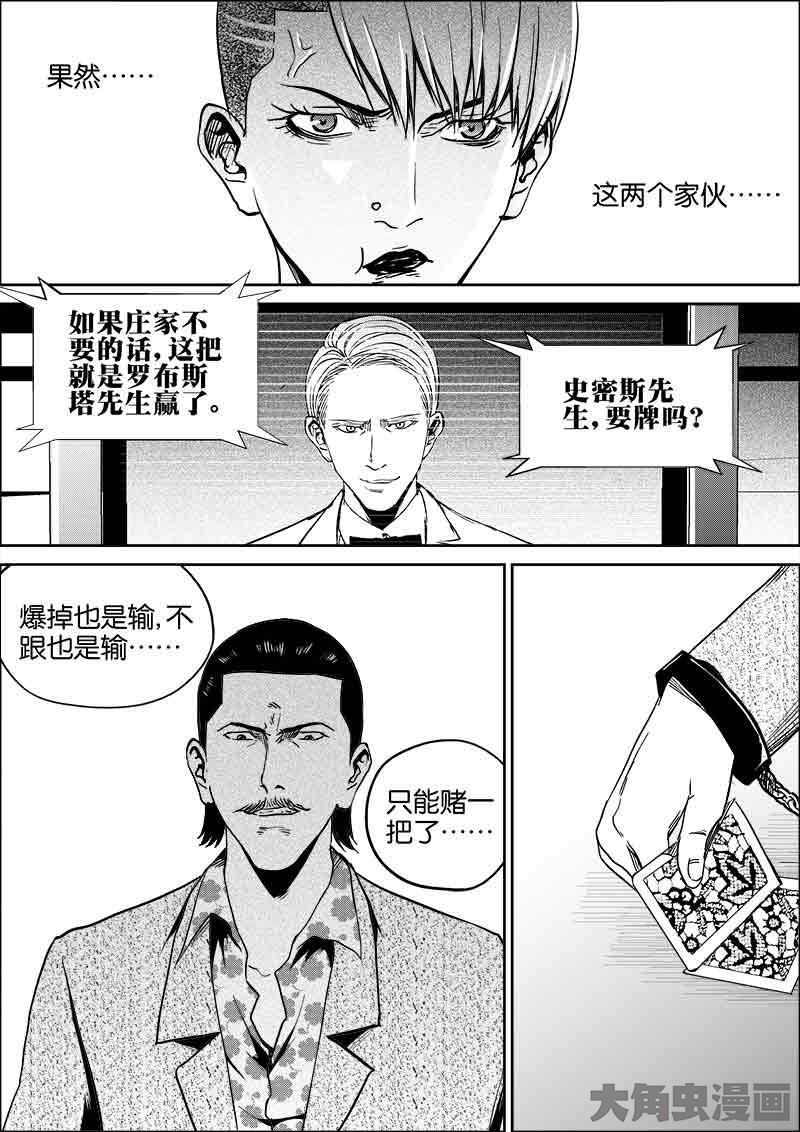 果然……
这两个家伙……
如果庄家不
要的话,这把
就是罗布斯
塔先生赢了。
史密斯先
生,要牌吗?
爆掉也是输,不
跟也是输……
只能赌一
把了……
大角虫漫画